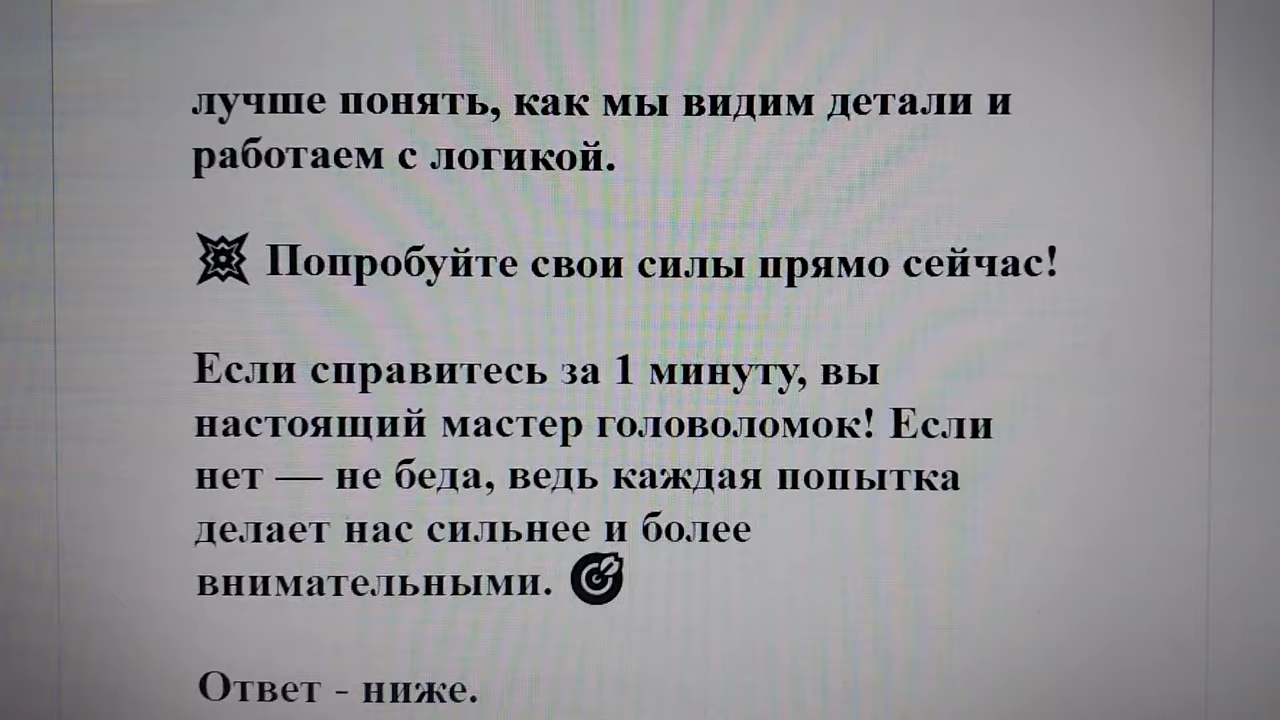 лучше понять, как мы видим детали и
работаем с логикой.
Попробуйте свои силы прямо сейчас!
Если справитесь за 1 минуту, вы
настоящий мастер головоломок! Если
нет — не беда, ведь каждая попытка
делает нас сильнее и более
внимательными.
Ответ - ниже.